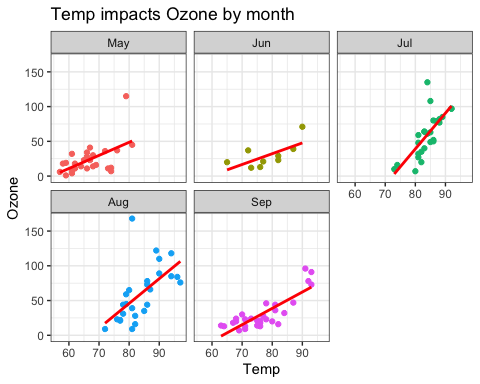 Temp impacts Ozone by month
May Jun Jul
150
100
50
0
60 70 80 90
Aug Sep
150
100
50
0
60 70 80 90 60 70 80 90
Ozone
Temp